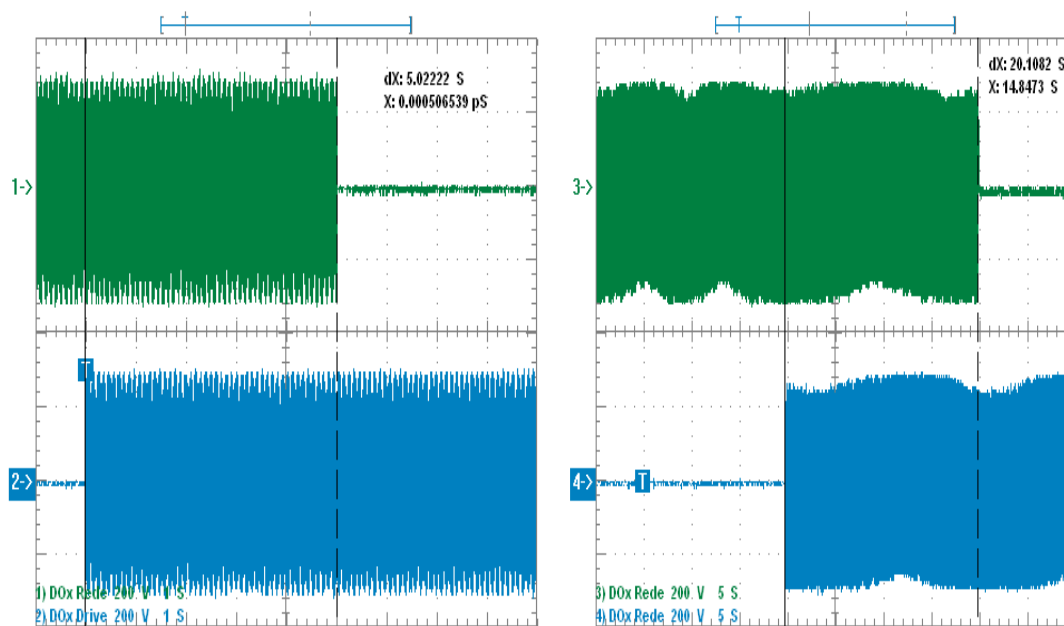 dX: 5.02222 S
X: 0.000506539 pS
1->
T
2->
1) DOx Rede 200 V 1 S
2) DOx Drive 200 V 1 S
dX: 20.1082 S
X: 14.8473 S
3->
4->
T
3) DOx Rede 200 V 5 S
4) DOx Rede 200 V 5 S